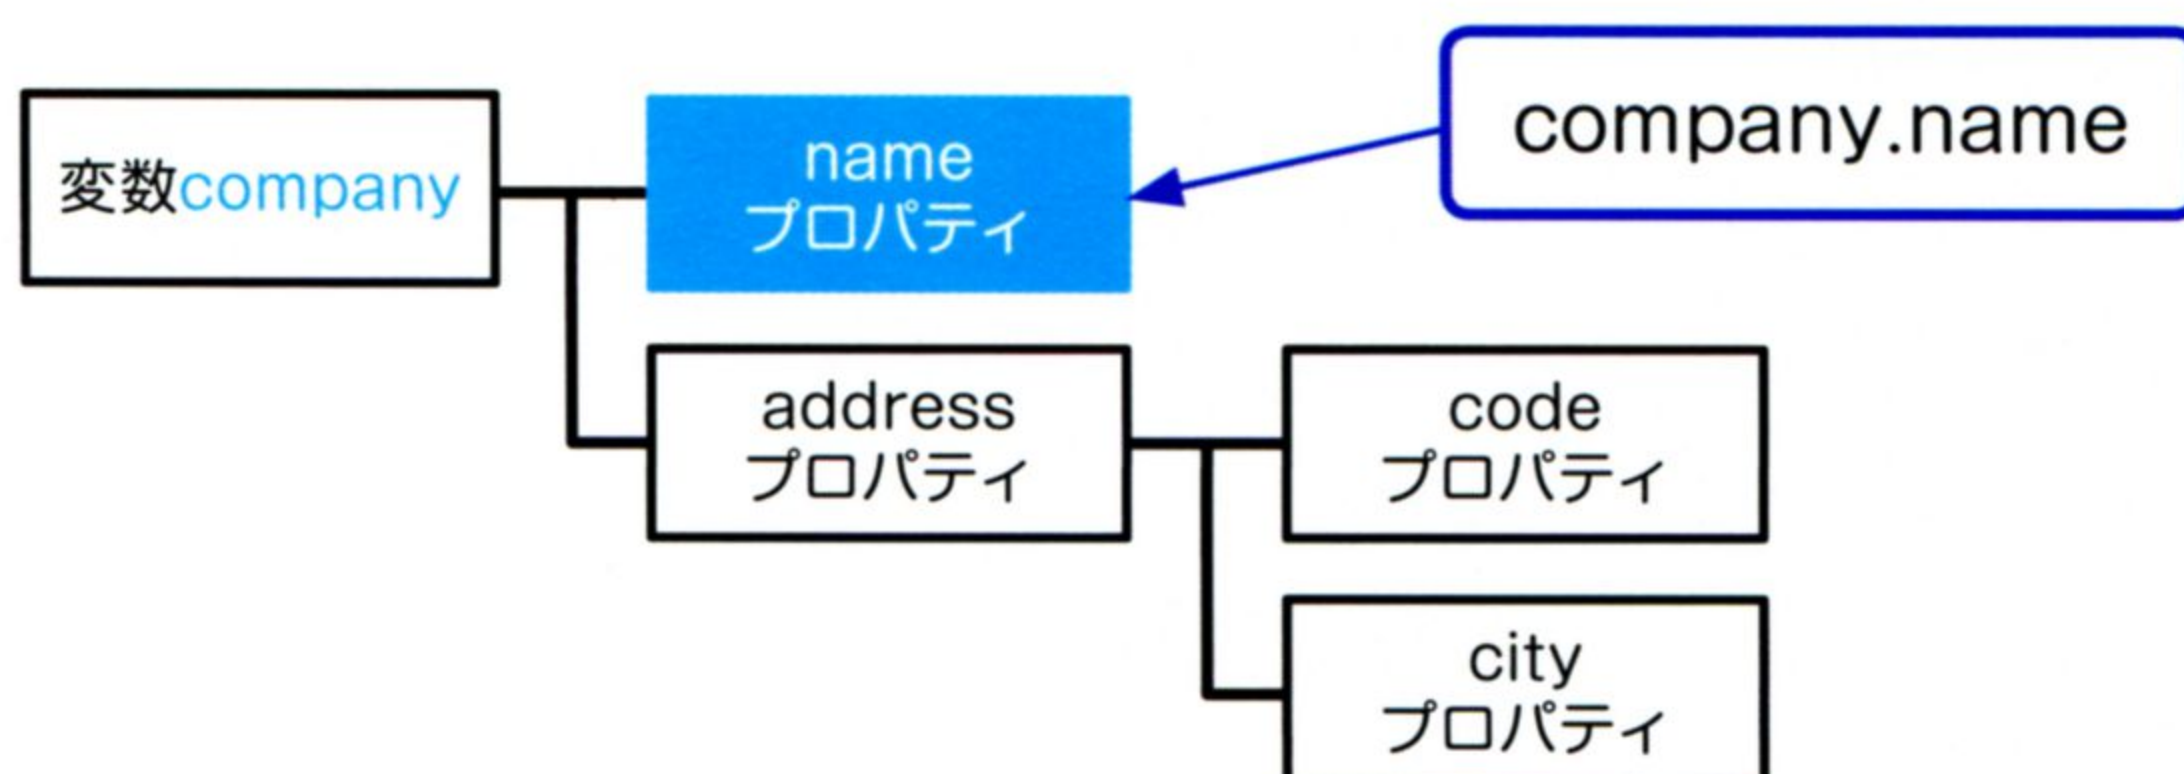 変数company
name
プロパティ
company.name
address
プロパティ
code
プロパティ
city
プロパティ